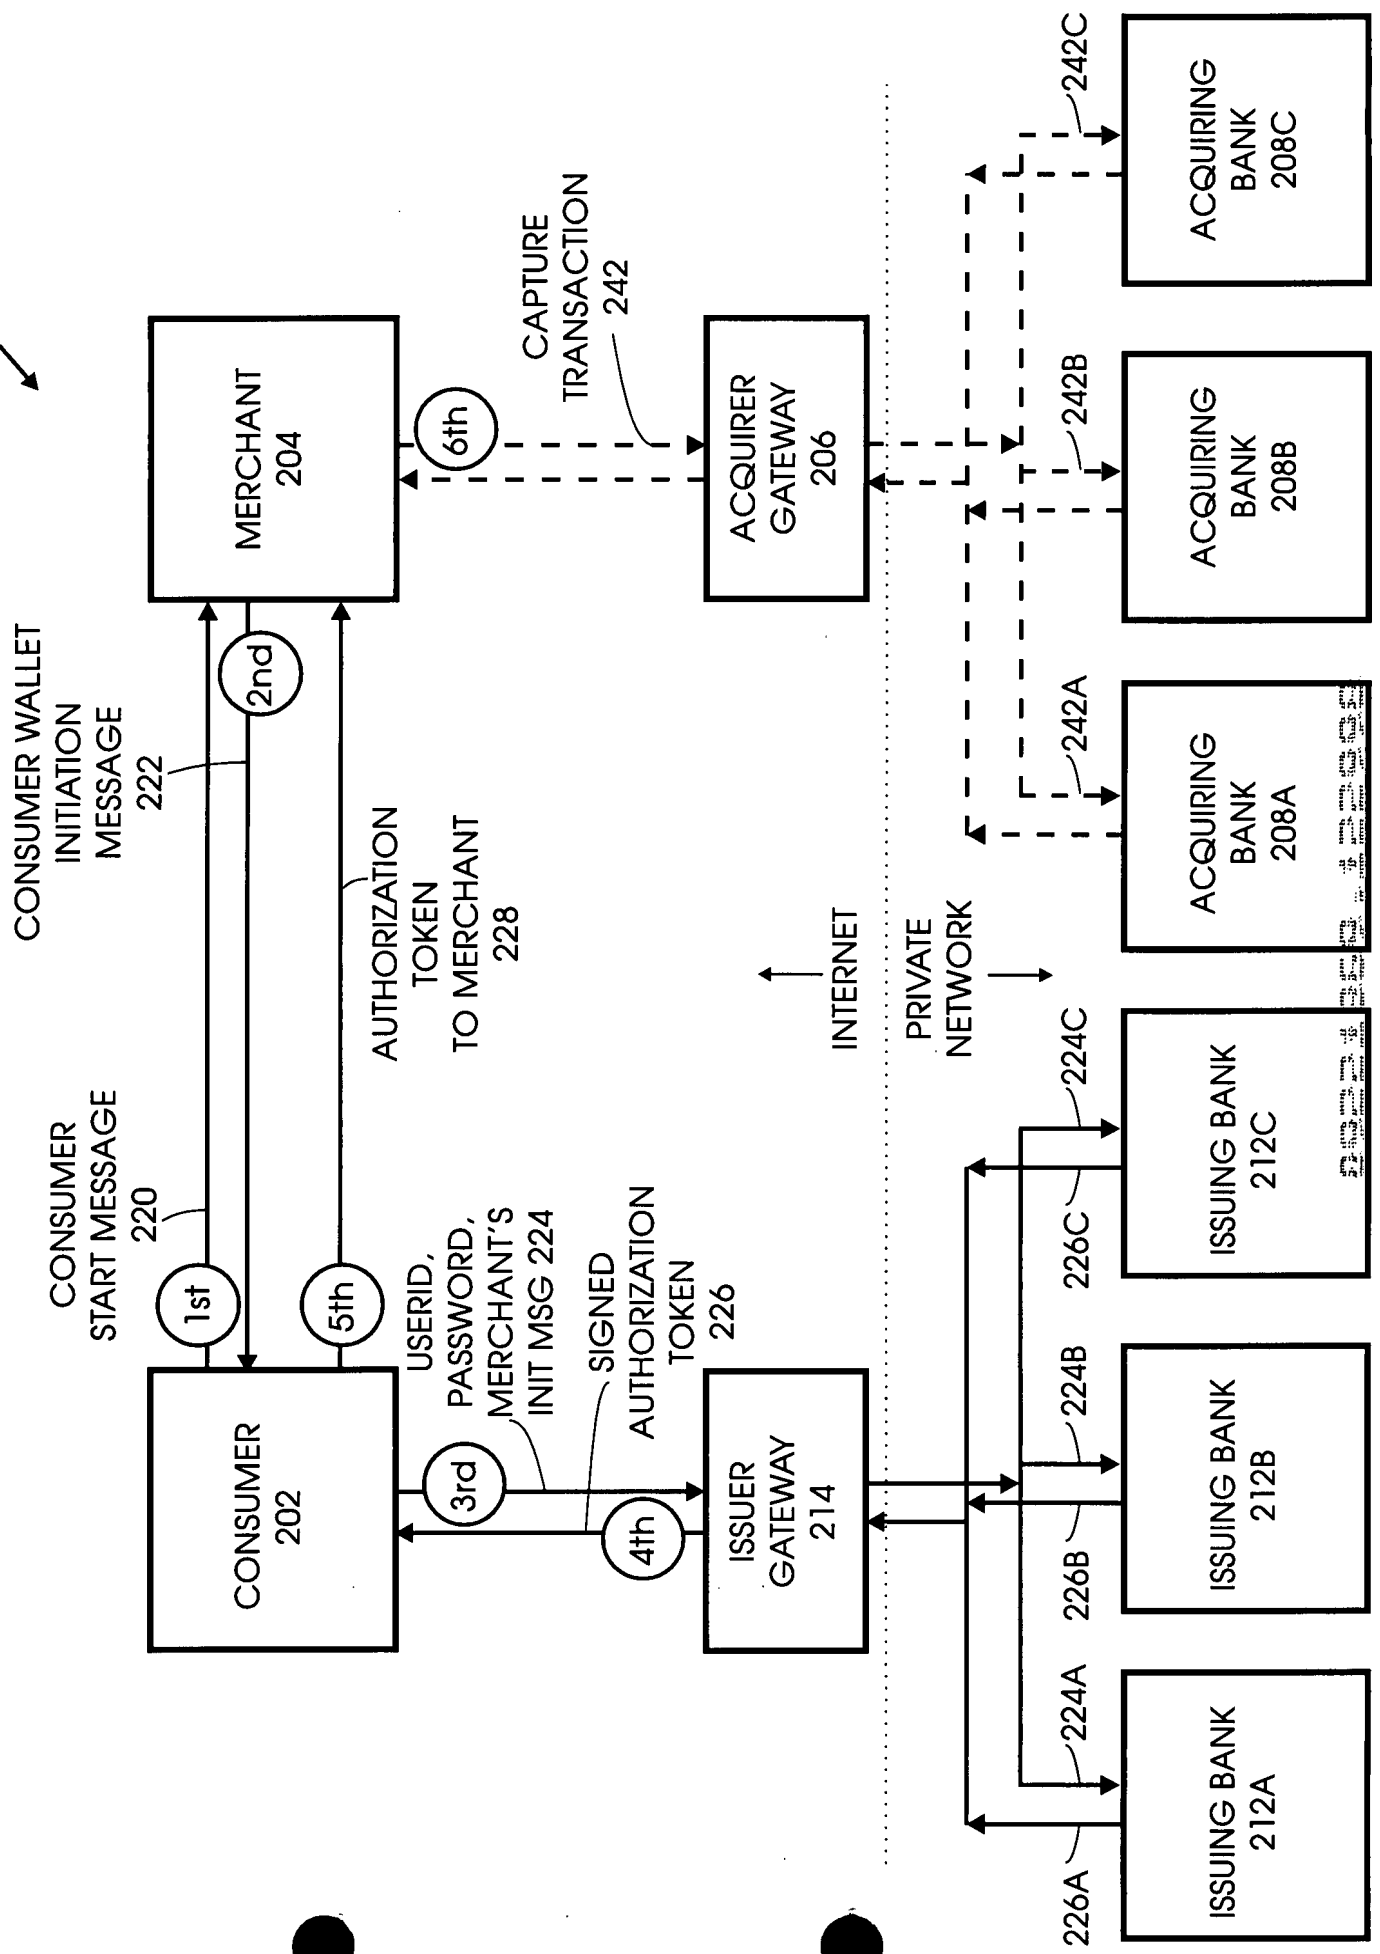 CONSUMER
START MESSAGE
220
CONSUMER WALLET
INITIATION
MESSAGE
222
1st
2nd
5th
CONSUMER
202
MERCHANT
204
AUTHORIZATION
TOKEN
TO MERCHANT
228
USERID,
PASSWORD,
MERCHANT'S
INIT MSG 224
3rd
SIGNED
AUTHORIZATION
TOKEN
226
4th
6th
CAPTURE
TRANSACTION
242
ISSUER
GATEWAY
214
ACQUIRER
GATEWAY
206
INTERNET
PRIVATE
NETWORK
226A
224A
226B
224B
226C
224C
242A
242B
242C
ISSUING BANK
212A
ISSUING BANK
212B
ISSUING BANK
212C
ACQUIRING
BANK
208A
ACQUIRING
BANK
208B
ACQUIRING
BANK
208C